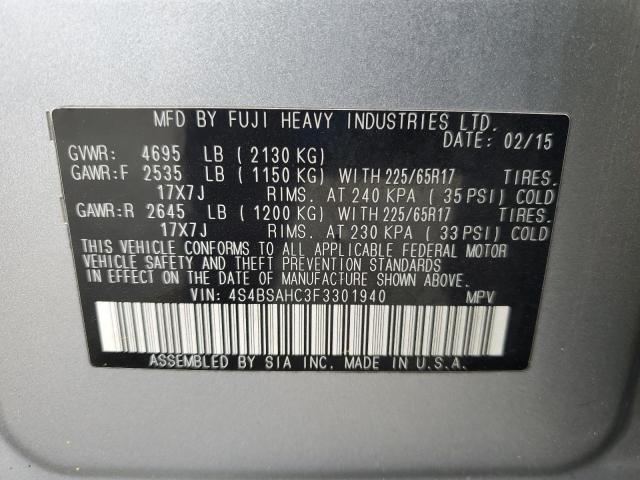 MFD BY FUJI HEAVY INDUSTRIES LTD.
DATE: 02/15
GVWR: 4695 LB ( 2130 KG)
GAWR:F 2535 LB ( 1150 KG) WITH 225/65R17 TIRES.
17X7J RIMS. AT 240 KPA ( 35 PSI) COLD
GAWR:R 2645 LB ( 1200 KG) WITH 225/65R17 TIRES.
17X7J RIMS. AT 230 KPA ( 33 PSI) COLD
THIS VEHICLE CONFORMS TO ALL APPLICABLE FEDERAL MOTOR
VEHICLE SAFETY AND THEFT PREVENTION STANDARDS
IN EFFECT ON THE DATE OF MANUFACTURE SHOWN ABOVE.
VIN: 4S4BSAHC3F3301940 MPV
ASSEMBLED BY SIA INC. MADE IN U.S.A.